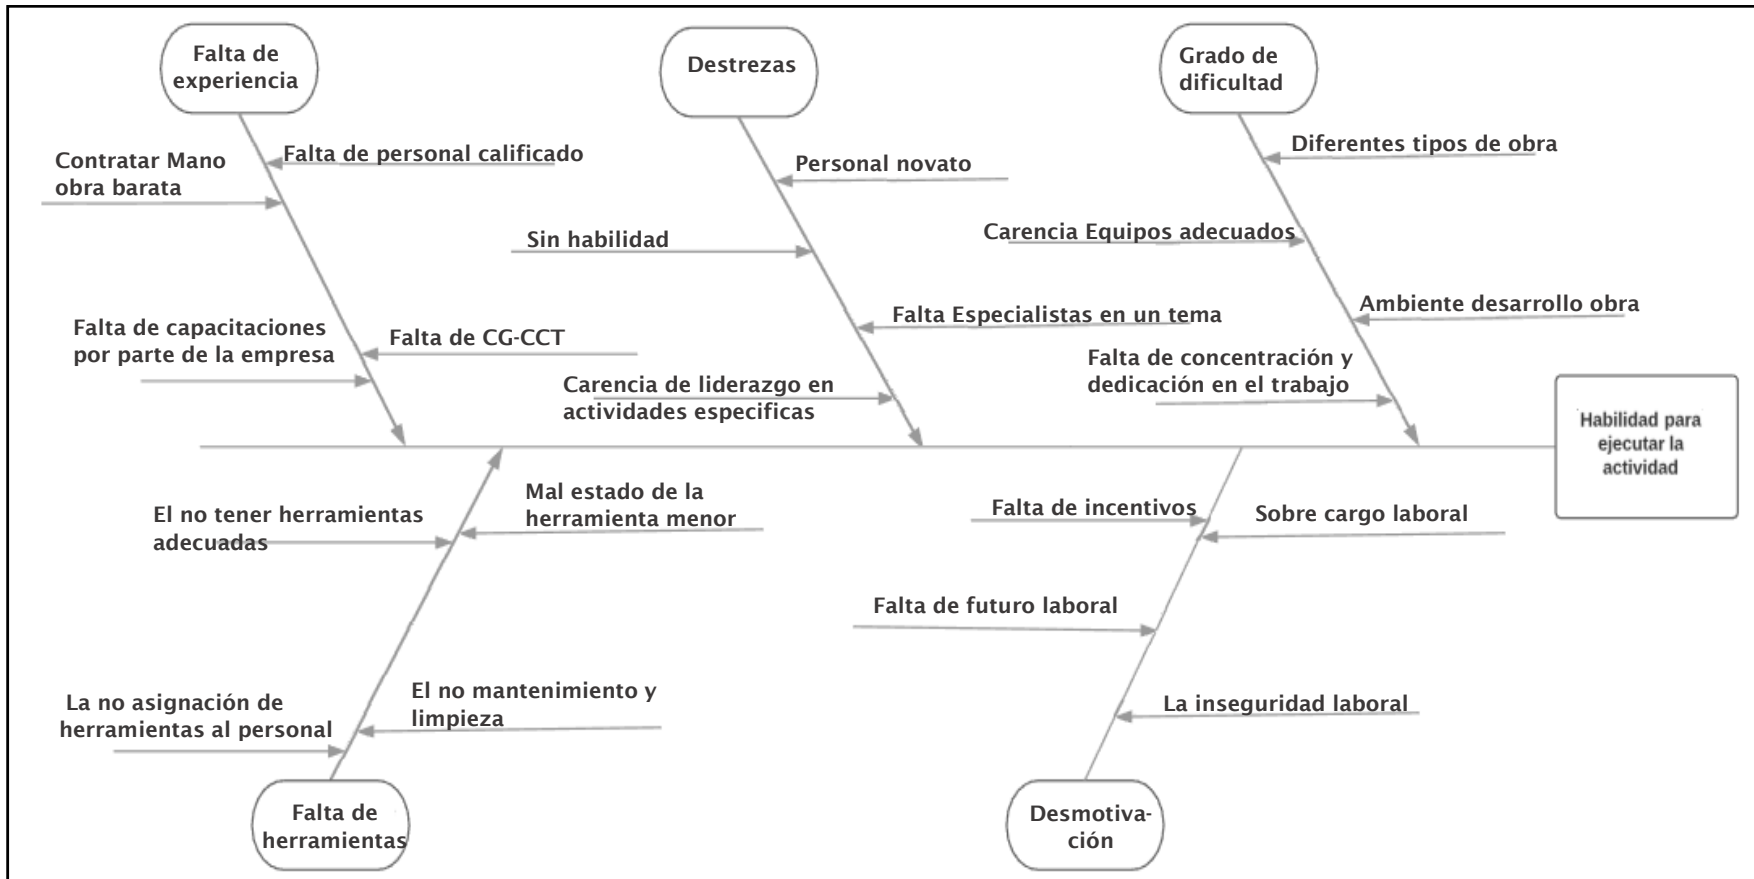 Falta de
experiencia
Destrezas
Grado de
dificultad
Contratar Mano
obra barata
Falta de personal calificado
Personal novato
Diferentes tipos de obra
Sin habilidad
Carencia Equipos adecuados
Falta de capacitaciones
por parte de la empresa
Falta de CG-CCT
Falta Especialistas en un tema
Ambiente desarrollo obra
Carencia de liderazgo en
actividades especificas
Falta de concentración y
dedicación en el trabajo
Habilidad para
ejecutar la
actividad
El no tener herramientas
adecuadas
Mal estado de la
herramienta menor
Falta de incentivos
Sobre cargo laboral
Falta de futuro laboral
La no asignación de
herramientas al personal
El no mantenimiento y
limpieza
La inseguridad laboral
Falta de
herramientas
Desmotiva-
ción